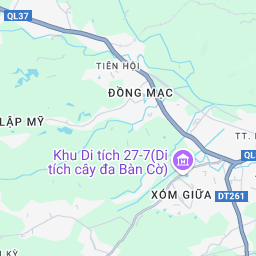 QL37
TIÊN HỘI
ĐỒNG MẠC
LẬP MỸ
TT.
QL
Khu Di tích 27-7(Di
tích cây đa Bàn Cờ)
XÓM GIỮA
ĐT261
KỲ